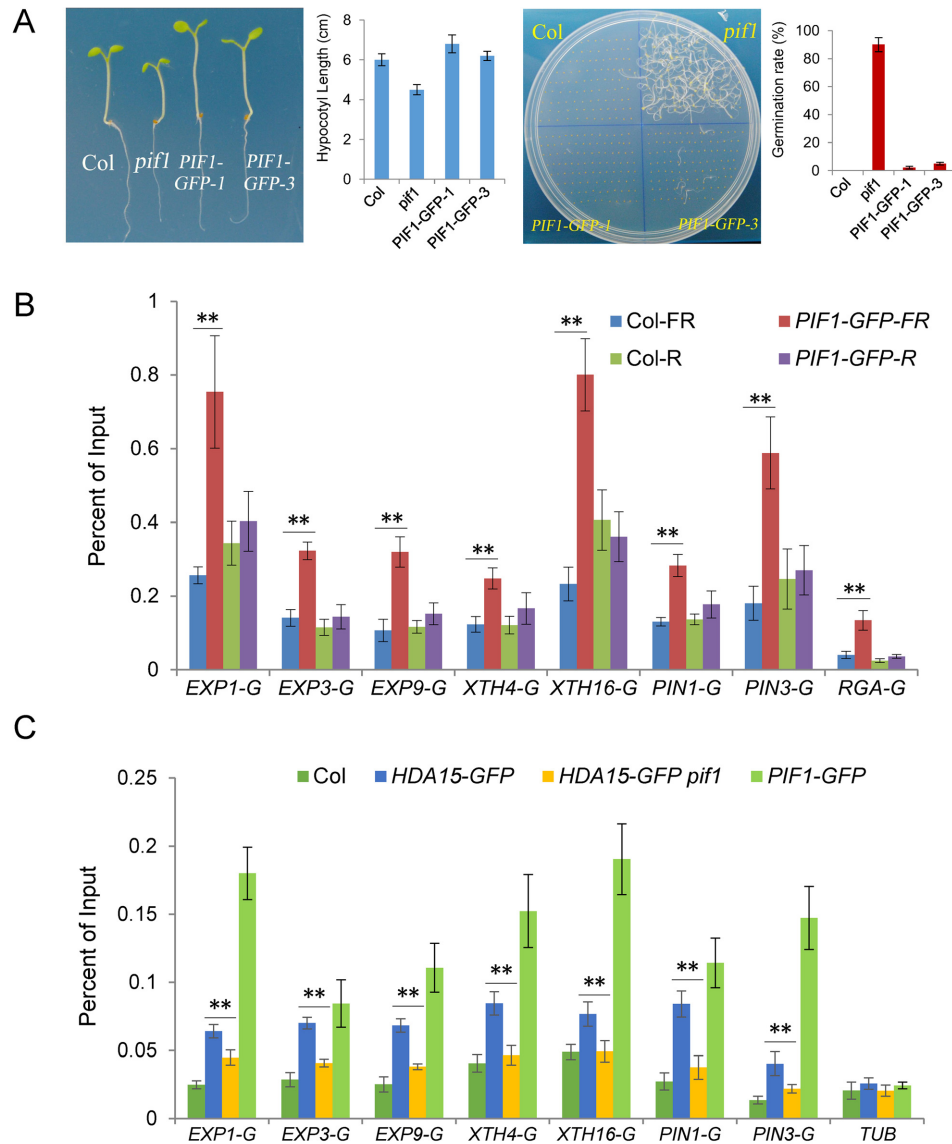 A
Col
pif1
PIF1-
GFP-1
PIF1-
GFP-3
Hypocotyl Length (cm)
8
6
4
2
0
Col
pif1
PIF1-GFP-1
PIF1-GFP-3
Col
pif1
PIF1-GFP-1
PIF1-GFP-3
Germination rate (%)
100
80
60
40
20
0
Col
pif1
PIF1-GFP-1
PIF1-GFP-3
B
Percent of Input
1
0.8
0.6
0.4
0.2
0
Col-FR
PIF1-GFP-FR
Col-R
PIF1-GFP-R
**
**
**
**
**
**
**
**
EXP1-G
EXP3-G
EXP9-G
XTH4-G
XTH16-G
PIN1-G
PIN3-G
RGA-G
C
Percent of Input
0.25
0.2
0.15
0.1
0.05
0
Col
HDA15-GFP
HDA15-GFP pif1
PIF1-GFP
**
**
**
**
**
**
**
EXP1-G
EXP3-G
EXP9-G
XTH4-G
XTH16-G
PIN1-G
PIN3-G
TUB